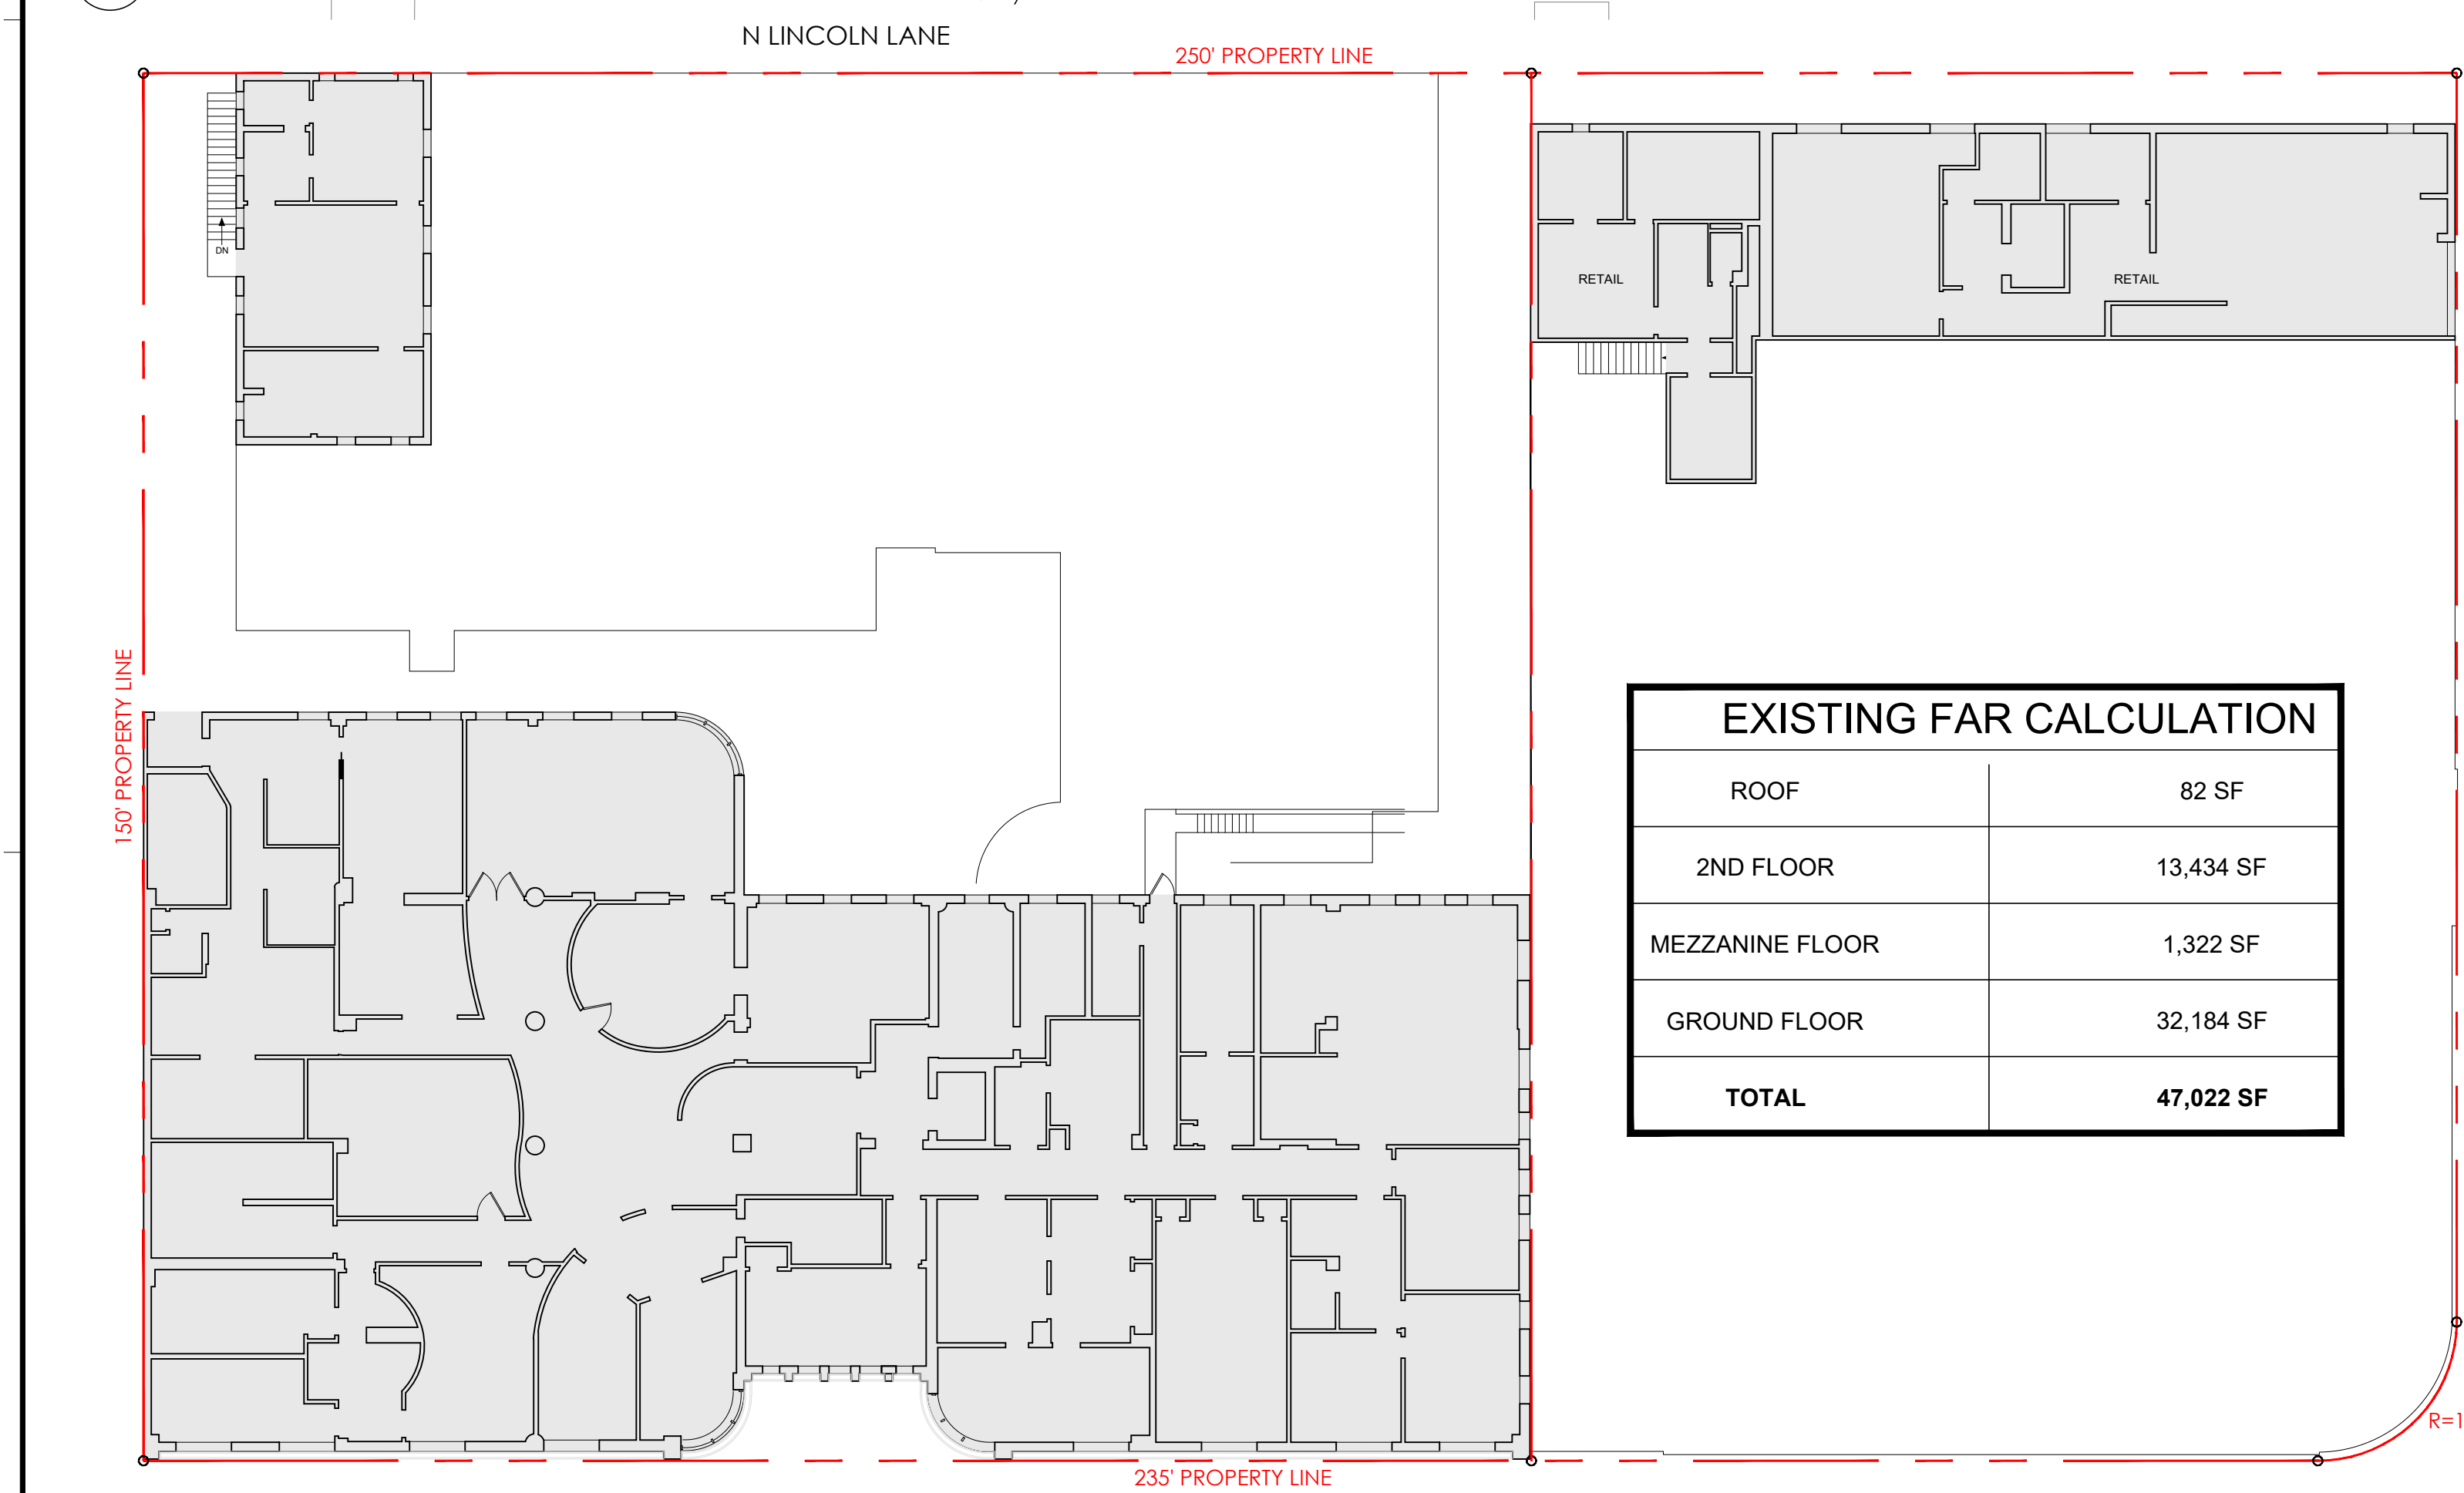 N LINCOLN LANE
250' PROPERTY LINE
DN
RETAIL
RETAIL
150' PROPERTY LINE
EXISTING FAR CALCULATION
ROOF 82 SF
2ND FLOOR 13,434 SF
MEZZANINE FLOOR 1,322 SF
GROUND FLOOR 32,184 SF
TOTAL 47,022 SF
R=1
235' PROPERTY LINE